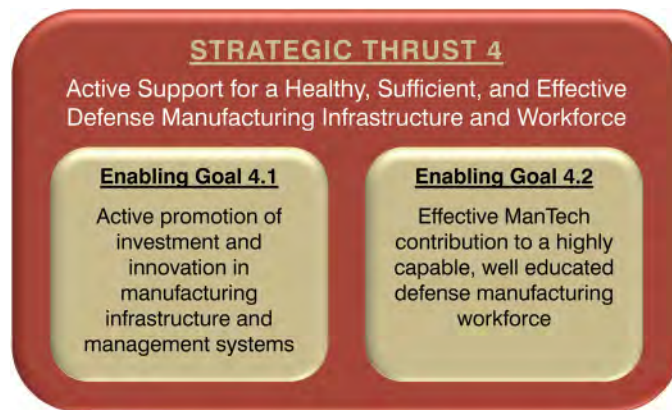 STRATEGIC THRUST 4
Active Support for a Healthy, Sufficient, and Effective
Defense Manufacturing Infrastructure and Workforce
Enabling Goal 4.1
Active promotion of
investment and
innovation in
manufacturing
infrastructure and
management systems
Enabling Goal 4.2
Effective ManTech
contribution to a highly
capable, well educated
defense manufacturing
workforce